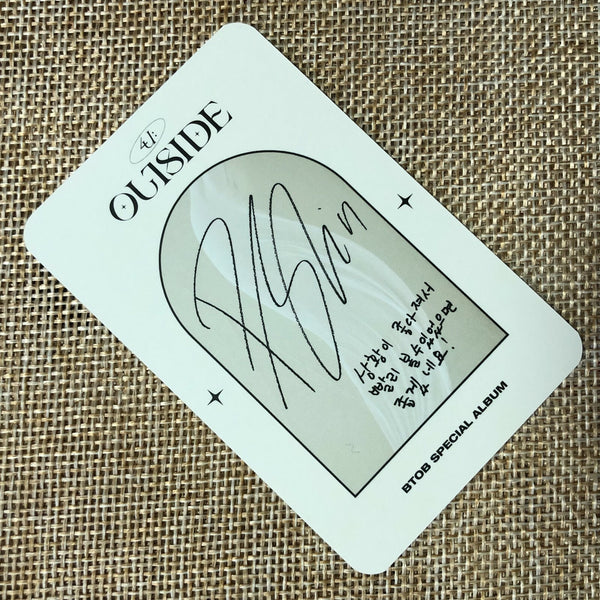 4U:
OUTSIDE
PShin
상황이 좋아져서
빨리 볼수 있었으면
좋겠네요!
BTOB SPECIAL ALBUM